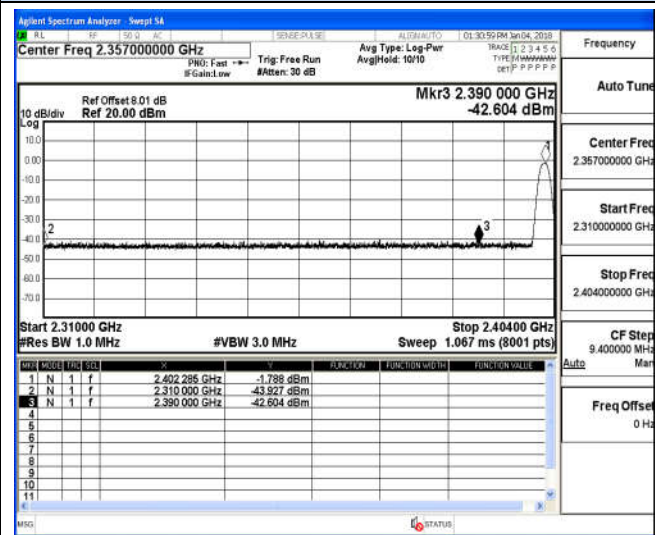 Agilent Spectrum Analyzer - Swept SA
RL RF 50 Ω AC SENSE:PULSE ALIGNAUTO 01:30:59 PM Jan 04, 2018
Center Freq 2.357000000 GHz
PNO: Fast
IFGain:Low
Trig: Free Run
#Atten: 30 dB
Avg Type: Log-Pwr
Avg|Hold: 10/10
TRACE 1 2 3 4 5 6
TYPE M W W W W W
DET P P P P P P
Ref Offset 8.01 dB
Ref 20.00 dBm
10 dB/div
Log
Mkr3 2.390 000 GHz
-42.604 dBm
10.0
0.00
-10.0
-20.0
-30.0
-40.0
-50.0
-60.0
-70.0
2
3
Start 2.31000 GHz
Stop 2.40400 GHz
#Res BW 1.0 MHz
#VBW 3.0 MHz
Sweep 1.067 ms (8001 pts)
MKR MODE TRC SCL X Y FUNCTION FUNCTION WIDTH FUNCTION VALUE
1 N 1 f 2.402 285 GHz -1.788 dBm
2 N 1 f 2.310 000 GHz -43.927 dBm
3 N 1 f 2.390 000 GHz -42.604 dBm
4
5
6
7
8
9
10
11
MSG
STATUS
Frequency
Auto Tune
Center Freq
2.357000000 GHz
Start Freq
2.310000000 GHz
Stop Freq
2.404000000 GHz
CF Step
9.400000 MHz
Auto Man
Freq Offset
0 Hz